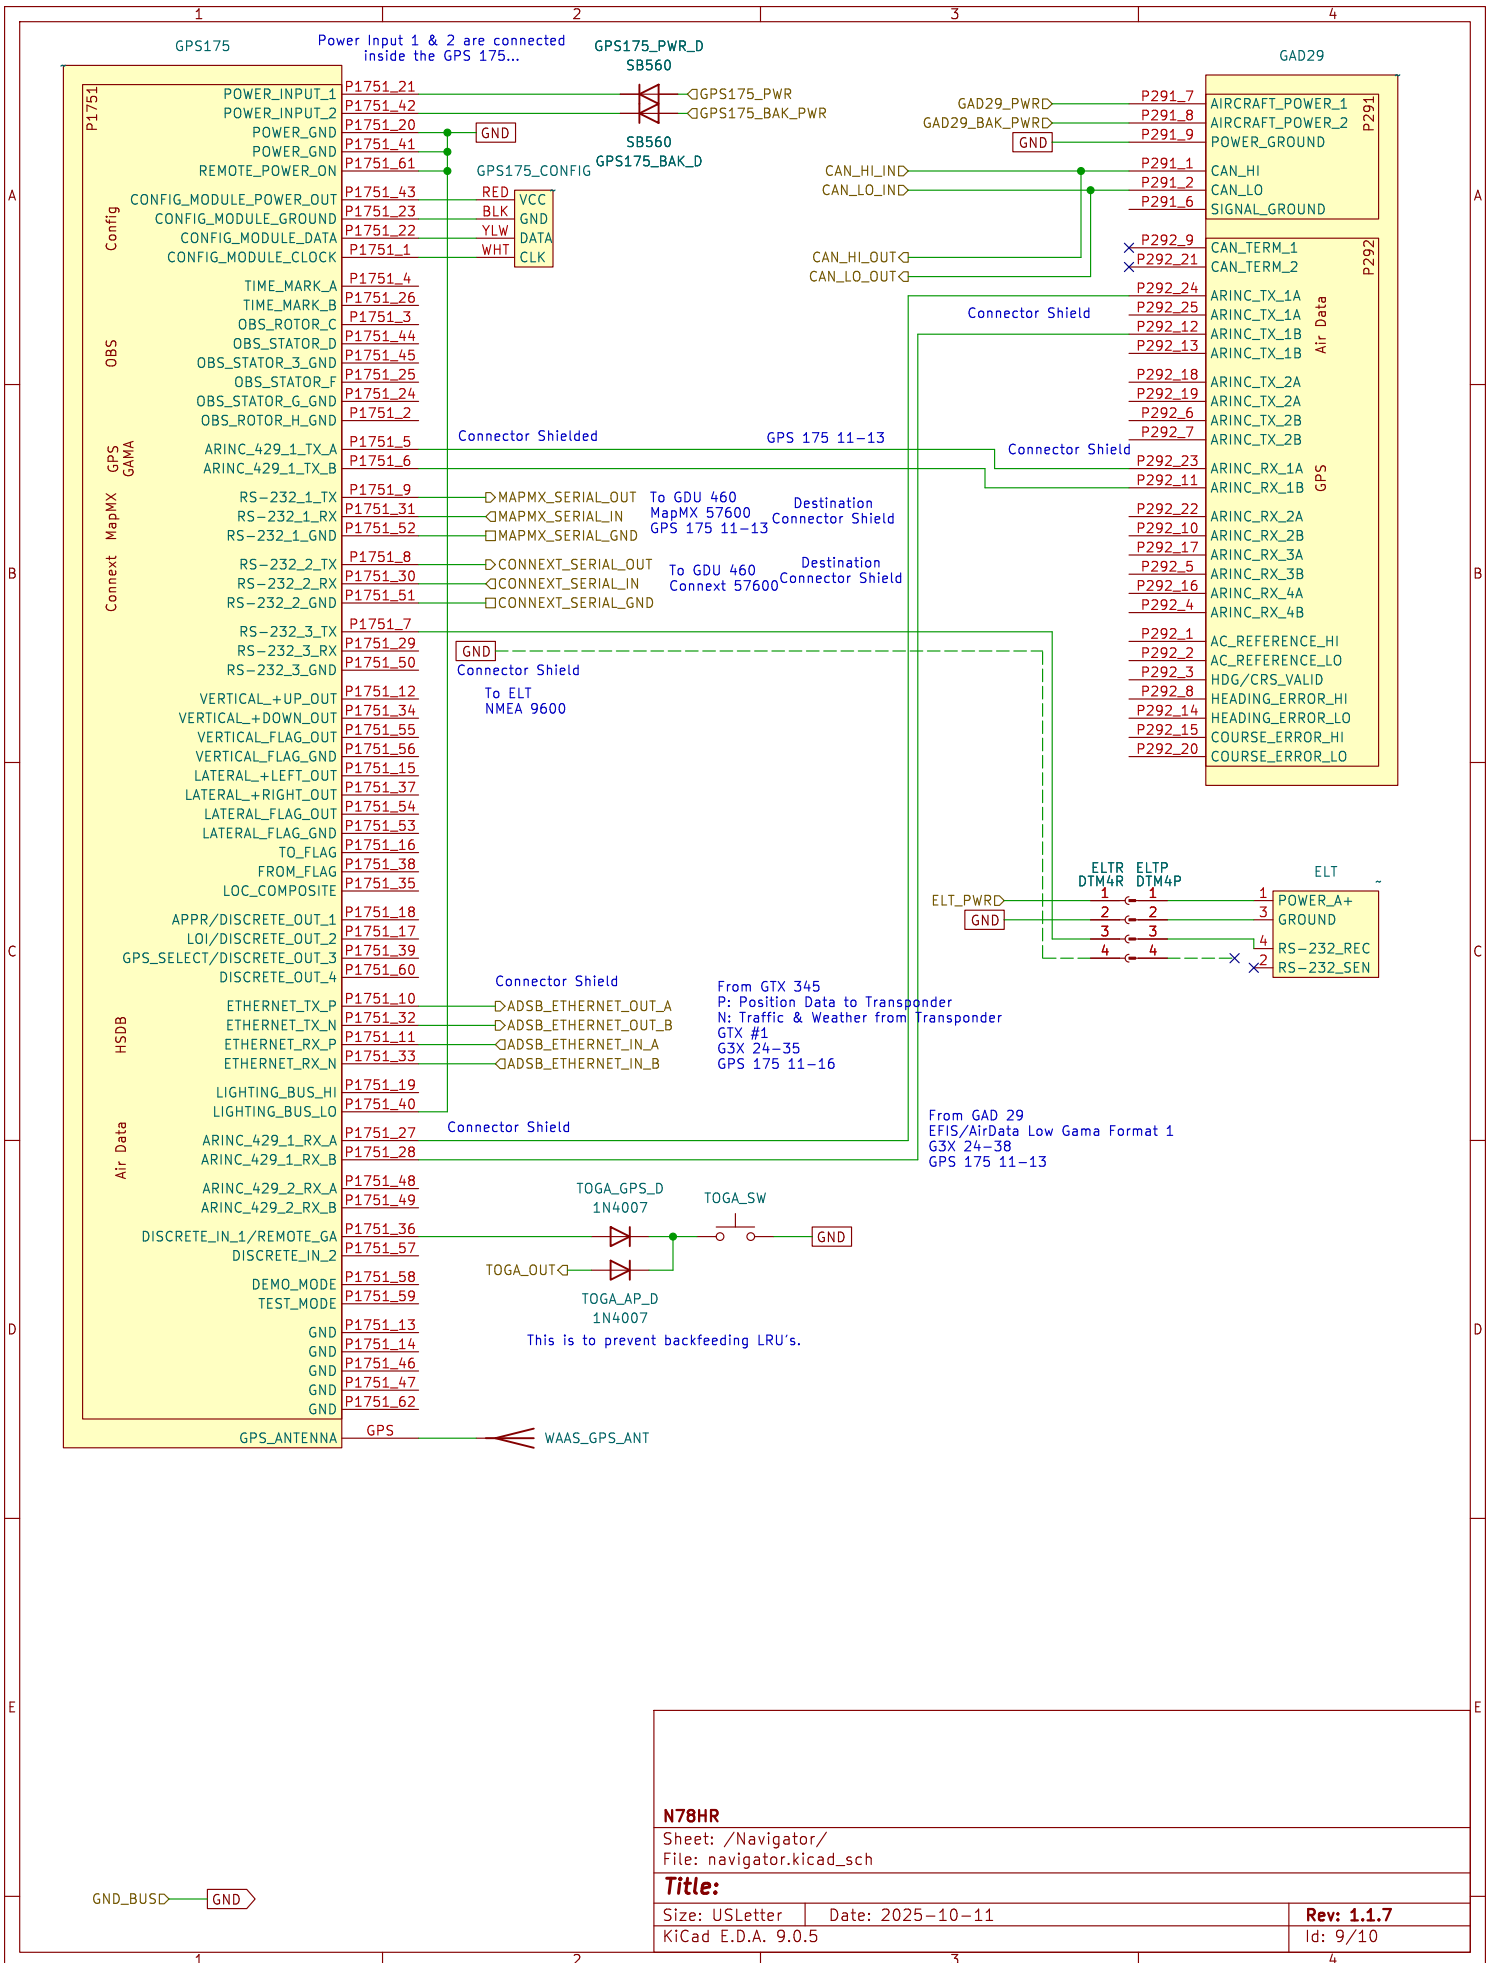 1 2 3 4
GPS175
Power Input 1 & 2 are connected
inside the GPS 175...
GPS175_PWR_D
SB560
GPS175_PWR
GPS175_BAK_PWR
SB560
GPS175_BAK_D
P1751
POWER_INPUT_1 P1751_21
POWER_INPUT_2 P1751_42
POWER_GND P1751_20
GND
POWER_GND P1751_41
REMOTE_POWER_ON P1751_61
GPS175_CONFIG
Config
CONFIG_MODULE_POWER_OUT P1751_43 RED VCC
CONFIG_MODULE_GROUND P1751_23 BLK GND
CONFIG_MODULE_DATA P1751_22 YLW DATA
CONFIG_MODULE_CLOCK P1751_1 WHT CLK
TIME_MARK_A P1751_4
TIME_MARK_B P1751_26
OBS
OBS_ROTOR_C P1751_3
OBS_STATOR_D P1751_44
OBS_STATOR_3_GND P1751_45
OBS_STATOR_F P1751_25
OBS_STATOR_G_GND P1751_24
OBS_ROTOR_H_GND P1751_2
GPS
GAMA
ARINC_429_1_TX_A P1751_5
ARINC_429_1_TX_B P1751_6
Connector Shielded
GPS 175 11-13
Connector Shield
MapMX
RS-232_1_TX P1751_9 MAPMX_SERIAL_OUT
RS-232_1_RX P1751_31 MAPMX_SERIAL_IN
RS-232_1_GND P1751_52 MAPMX_SERIAL_GND
To GDU 460
MapMX 57600
GPS 175 11-13
Destination
Connector Shield
Connext
RS-232_2_TX P1751_8 CONNEXT_SERIAL_OUT
RS-232_2_RX P1751_30 CONNEXT_SERIAL_IN
RS-232_2_GND P1751_51 CONNEXT_SERIAL_GND
To GDU 460
Connext 57600
Destination
Connector Shield
RS-232_3_TX P1751_7
RS-232_3_RX P1751_29
RS-232_3_GND P1751_50
GND
Connector Shield
To ELT
NMEA 9600
VERTICAL_+UP_OUT P1751_12
VERTICAL_+DOWN_OUT P1751_34
VERTICAL_FLAG_OUT P1751_55
VERTICAL_FLAG_GND P1751_56
LATERAL_+LEFT_OUT P1751_15
LATERAL_+RIGHT_OUT P1751_37
LATERAL_FLAG_OUT P1751_54
LATERAL_FLAG_GND P1751_53
TO_FLAG P1751_16
FROM_FLAG P1751_38
LOC_COMPOSITE P1751_35
APPR/DISCRETE_OUT_1 P1751_18
LOI/DISCRETE_OUT_2 P1751_17
GPS_SELECT/DISCRETE_OUT_3 P1751_39
DISCRETE_OUT_4 P1751_60
Connector Shield
HSDB
ETHERNET_TX_P P1751_10 ADSB_ETHERNET_OUT_A
ETHERNET_TX_N P1751_32 ADSB_ETHERNET_OUT_B
ETHERNET_RX_P P1751_11 ADSB_ETHERNET_IN_A
ETHERNET_RX_N P1751_33 ADSB_ETHERNET_IN_B
From GTX 345
P: Position Data to Transponder
N: Traffic & Weather from Transponder
GTX #1
G3X 24-35
GPS 175 11-16
LIGHTING_BUS_HI P1751_19
LIGHTING_BUS_LO P1751_40
Connector Shield
Air Data
ARINC_429_1_RX_A P1751_27
ARINC_429_1_RX_B P1751_28
From GAD 29
EFIS/AirData Low Gama Format 1
G3X 24-38
GPS 175 11-13
ARINC_429_2_RX_A P1751_48
ARINC_429_2_RX_B P1751_49
TOGA_GPS_D
1N4007
TOGA_SW
DISCRETE_IN_1/REMOTE_GA P1751_36
GND
DISCRETE_IN_2 P1751_57
TOGA_OUT
TOGA_AP_D
1N4007
This is to prevent backfeeding LRU's.
DEMO_MODE P1751_58
TEST_MODE P1751_59
GND P1751_13
GND P1751_14
GND P1751_46
GND P1751_47
GND P1751_62
GPS_ANTENNA GPS WAAS_GPS_ANT
GAD29
P291
GAD29_PWR P291_7 AIRCRAFT_POWER_1
GAD29_BAK_PWR P291_8 AIRCRAFT_POWER_2
GND P291_9 POWER_GROUND
CAN_HI_IN P291_1 CAN_HI
CAN_LO_IN P291_2 CAN_LO
P291_6 SIGNAL_GROUND
CAN_HI_OUT
CAN_LO_OUT
P292
P292_9 CAN_TERM_1
P292_21 CAN_TERM_2
Connector Shield
Air Data
P292_24 ARINC_TX_1A
P292_25 ARINC_TX_1A
P292_12 ARINC_TX_1B
P292_13 ARINC_TX_1B
P292_18 ARINC_TX_2A
P292_19 ARINC_TX_2A
P292_6 ARINC_TX_2B
P292_7 ARINC_TX_2B
GPS
P292_23 ARINC_RX_1A
P292_11 ARINC_RX_1B
P292_22 ARINC_RX_2A
P292_10 ARINC_RX_2B
P292_17 ARINC_RX_3A
P292_5 ARINC_RX_3B
P292_16 ARINC_RX_4A
P292_4 ARINC_RX_4B
P292_1 AC_REFERENCE_HI
P292_2 AC_REFERENCE_LO
P292_3 HDG/CRS_VALID
P292_8 HEADING_ERROR_HI
P292_14 HEADING_ERROR_LO
P292_15 COURSE_ERROR_HI
P292_20 COURSE_ERROR_LO
ELTR ELTP
DTM4R DTM4P
ELT
~
ELT_PWR 1 1 1 POWER_A+
GND 2 2 3 GROUND
3 3 4 RS-232_REC
4 4 2 RS-232_SEN
A A
B B
C C
D D
E E
GND_BUS GND
N78HR
Sheet: /Navigator/
File: navigator.kicad_sch
Title:
Size: USLetter Date: 2025-10-11 Rev: 1.1.7
KiCad E.D.A. 9.0.5 Id: 9/10
1 2 3 4